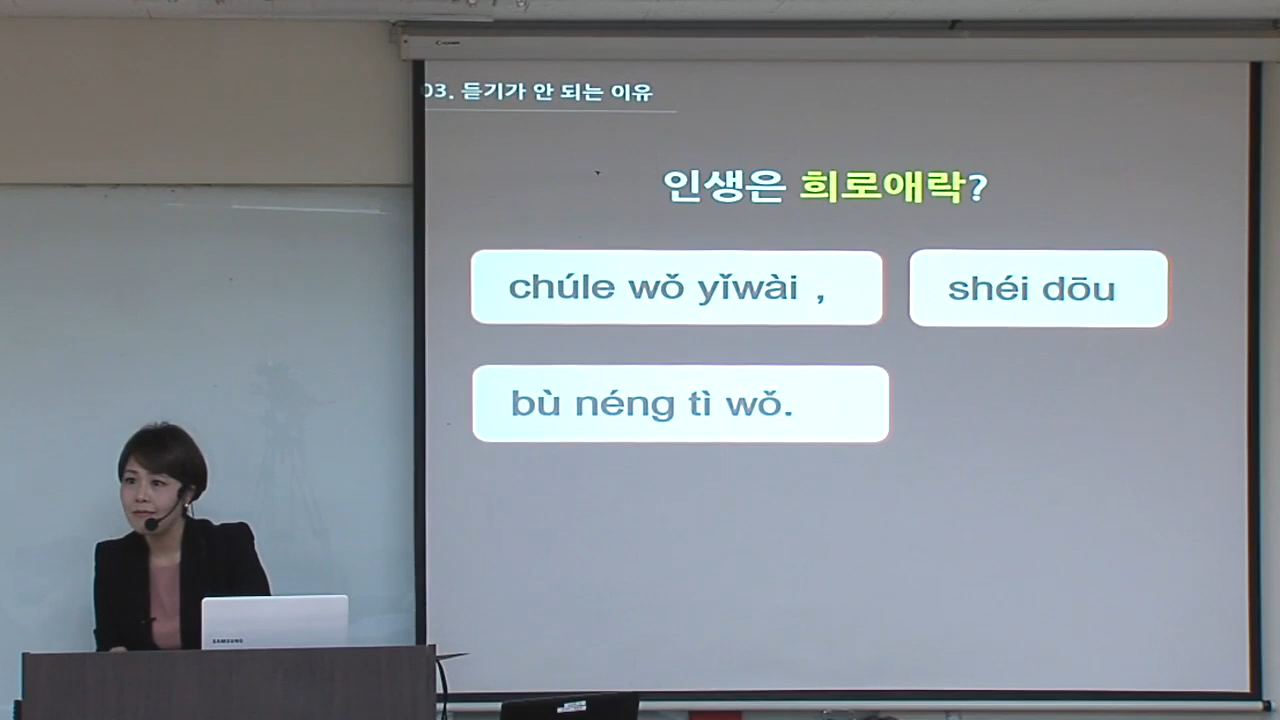 03. 듣기가 안 되는 이유
인생은 희로애락?
chúle wǒ yǐwài , shéi dōu
bù néng tì wǒ.
SAMSUNG